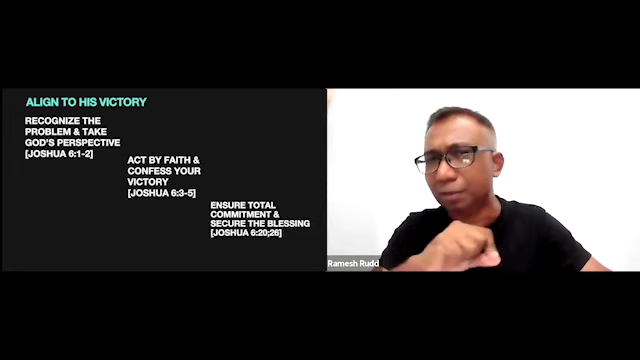 ALIGN TO HIS VICTORY
RECOGNIZE THE
PROBLEM & TAKE
GOD'S PERSPECTIVE
[JOSHUA 6:1-2]
ACT BY FAITH &
CONFESS YOUR
VICTORY
[JOSHUA 6:3-5]
ENSURE TOTAL
COMMITMENT &
SECURE THE BLESSING
[JOSHUA 6:20;26]
Ramesh Rudd